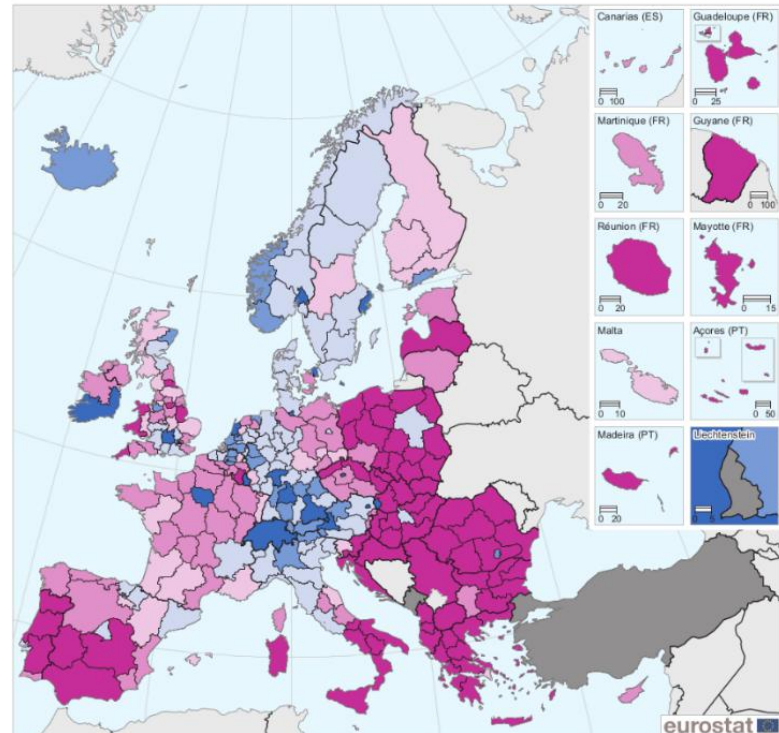 Canarias (ES)
0 100
Guadeloupe (FR)
0 25
Martinique (FR)
0 20
Guyane (FR)
0 100
Réunion (FR)
0 20
Mayotte (FR)
0 15
Malta
0 10
Açores (PT)
0 50
Madeira (PT)
0 20
Liechtenstein
eurostat